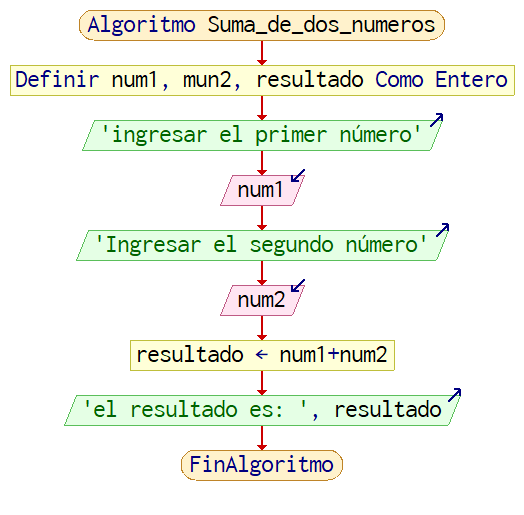 Algoritmo Suma_de_dos_numeros
Definir num1, mun2, resultado Como Entero
'ingresar el primer número'
num1
'Ingresar el segundo número'
num2
resultado ← num1+num2
'el resultado es: ', resultado
FinAlgoritmo